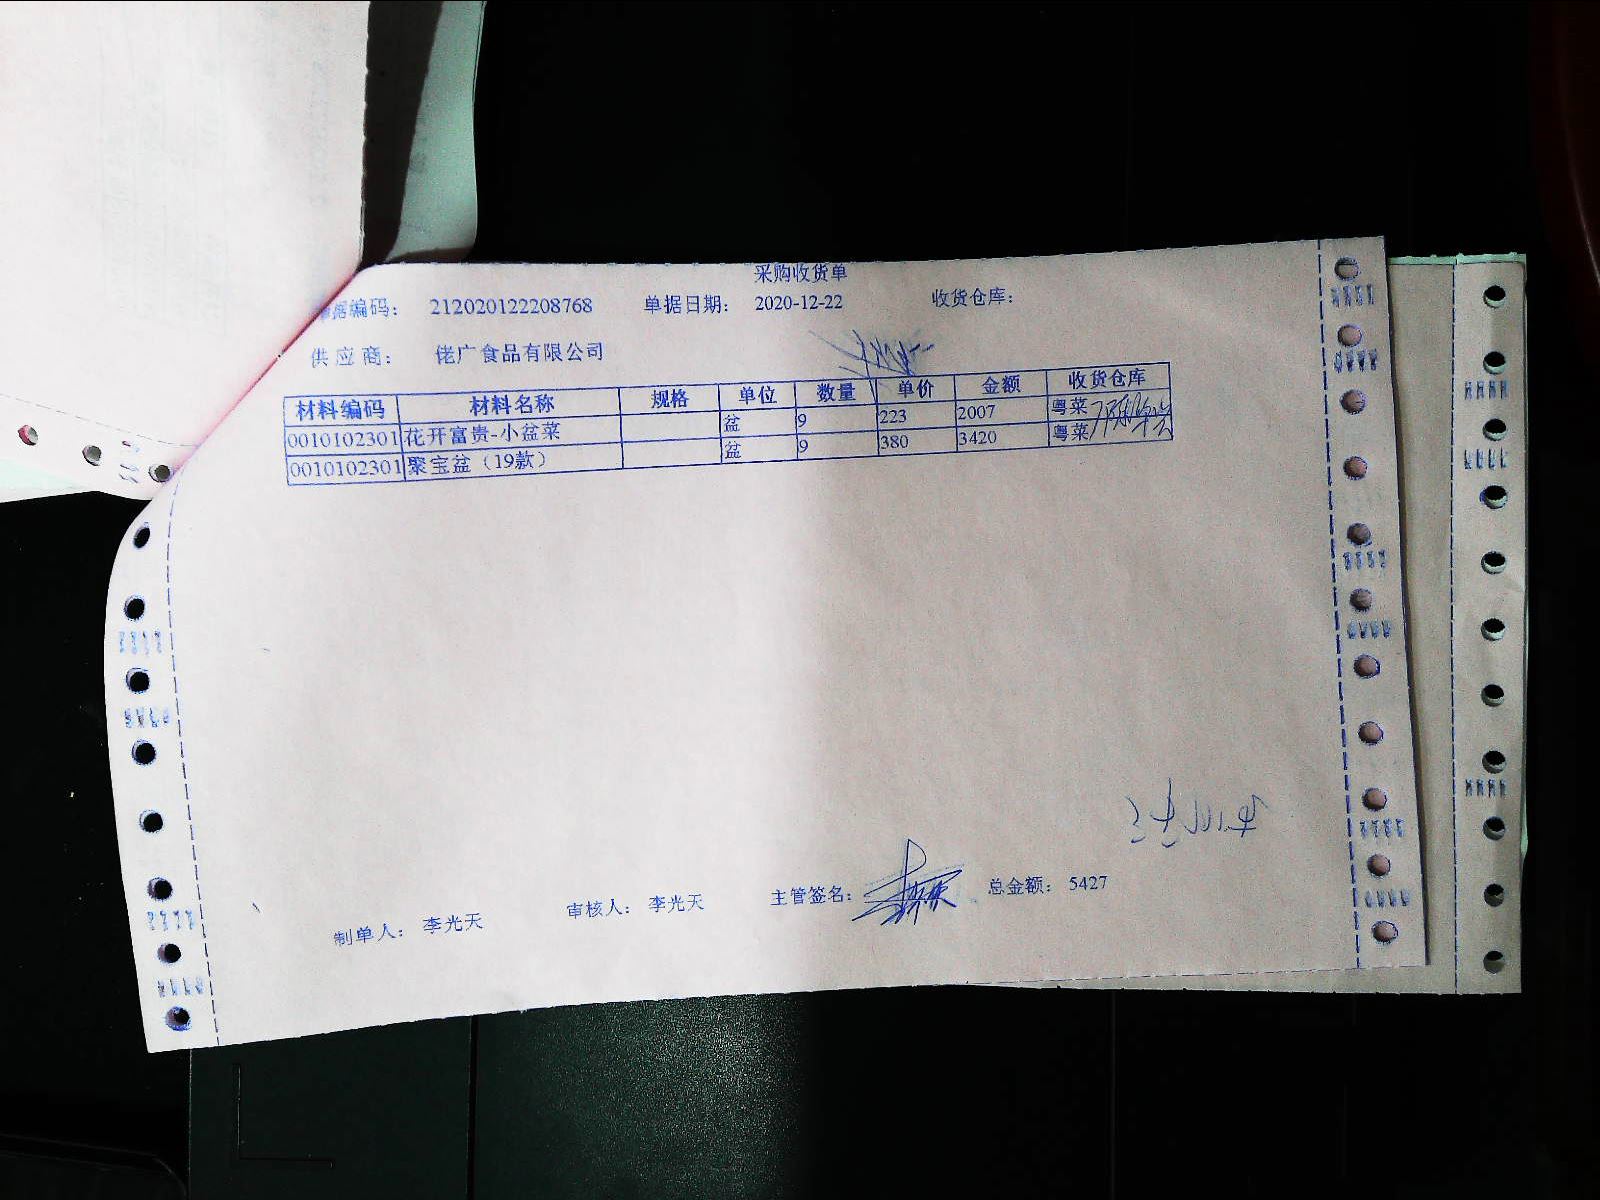 采购收货单
单据编码： 212020122208768 单据日期： 2020-12-22 收货仓库：
供应商： 佬广食品有限公司
材料编码 材料名称 规格 单位 数量 单价 金额 收货仓库
0010102301 花开富贵-小盆菜 盆 9 223 2007 粤菜
0010102301 聚宝盆（19款） 盆 9 380 3420 粤菜
制单人： 李光天 审核人： 李光天 主管签名： 总金额： 5427